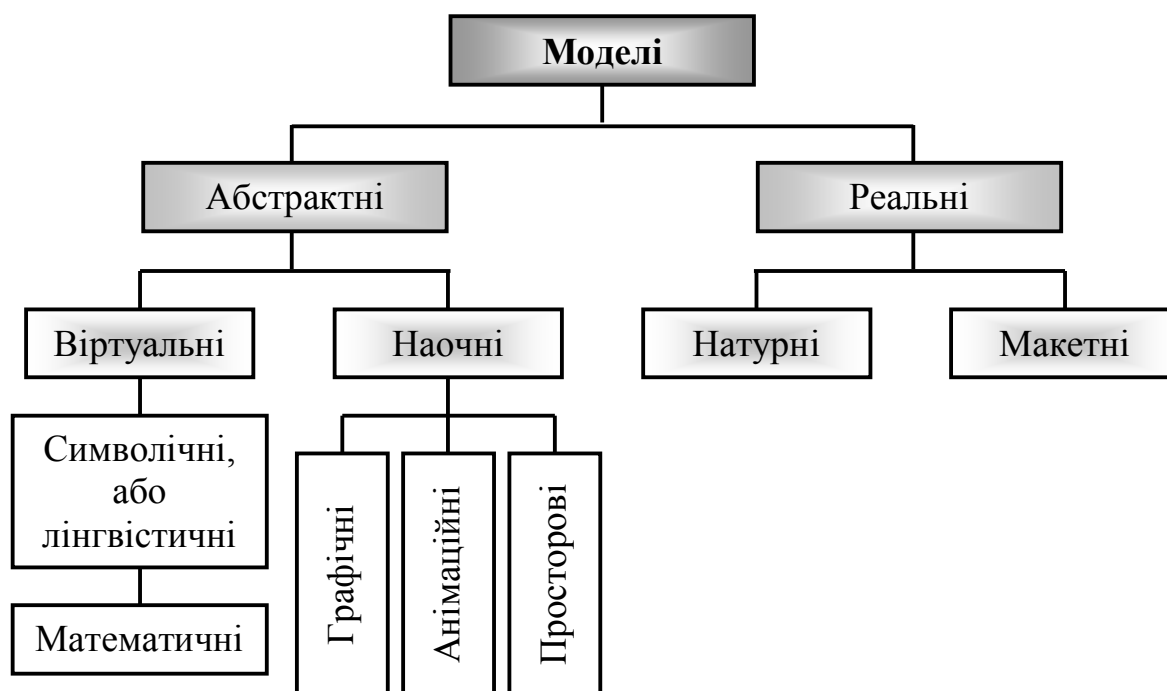 Моделі
Абстрактні
Реальні
Віртуальні
Наочні
Натурні
Макетні
Символічні,
або
лінгвістичні
Математичні
Графічні
Анімаційні
Просторові